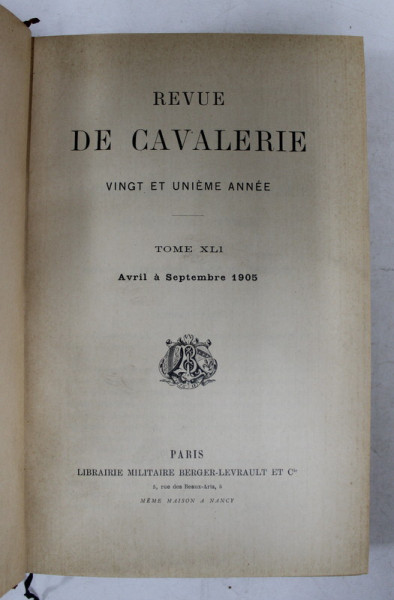 REVUE
DE CAVALERIE
VINGT ET UNIÈME ANNÉE
TOME XLI
Avril à Septembre 1905
PARIS
LIBRAIRIE MILITAIRE BERGER-LEVRAULT ET Cie
5, rue des Beaux-Arts, 5
MÊME MAISON A NANCY